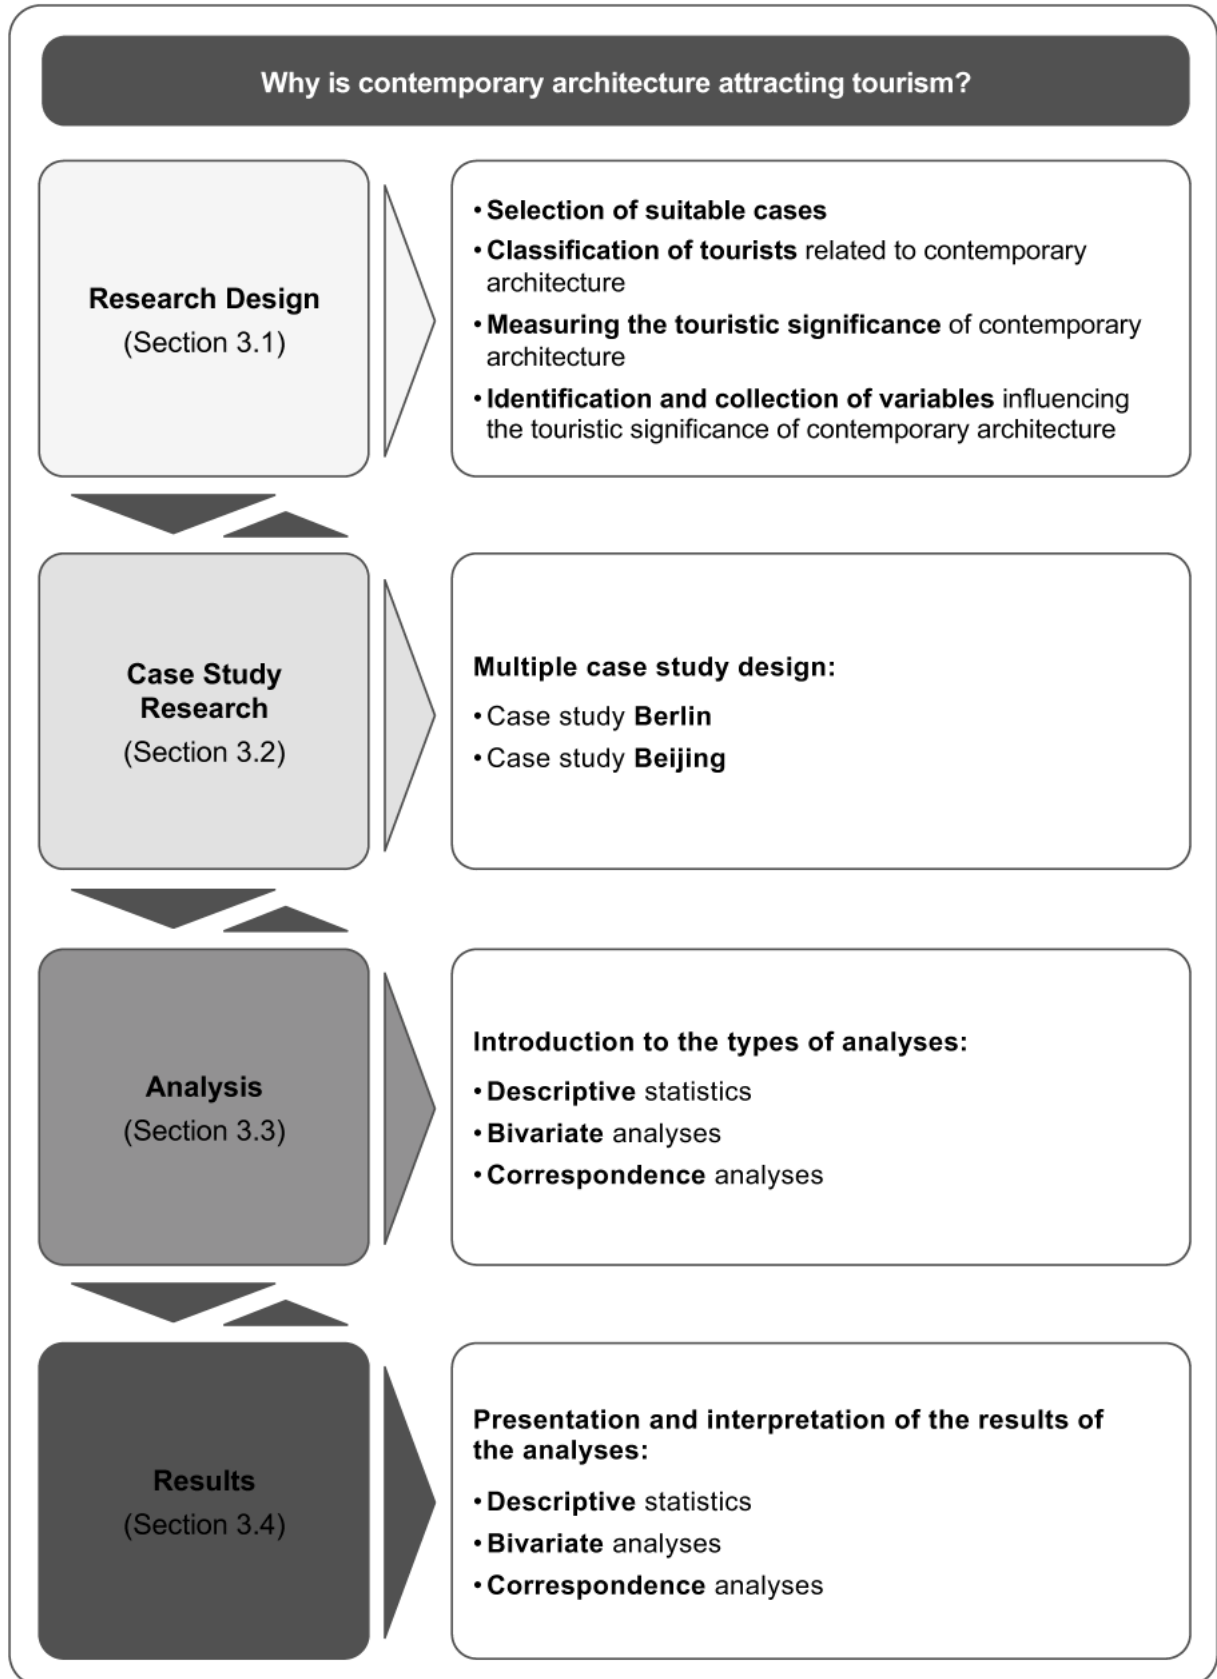 Why is contemporary architecture attracting tourism?
Research Design
(Section 3.1)
• Selection of suitable cases
• Classification of tourists related to contemporary
architecture
• Measuring the touristic significance of contemporary
architecture
• Identification and collection of variables influencing
the touristic significance of contemporary architecture
Case Study
Research
(Section 3.2)
Multiple case study design:
• Case study Berlin
• Case study Beijing
Analysis
(Section 3.3)
Introduction to the types of analyses:
• Descriptive statistics
• Bivariate analyses
• Correspondence analyses
Results
(Section 3.4)
Presentation and interpretation of the results of
the analyses:
• Descriptive statistics
• Bivariate analyses
• Correspondence analyses